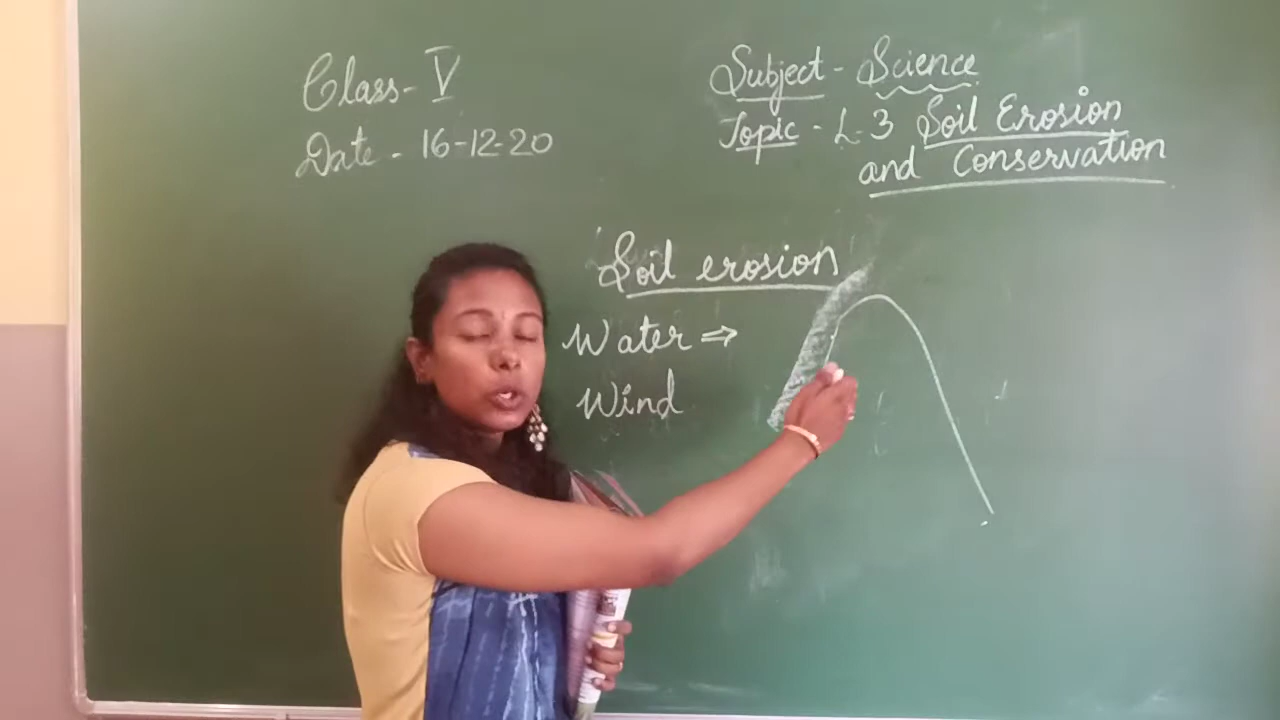 Class - V
Date - 16-12-20
Subject - Science
Topic - L-3 Soil Erosion
and Conservation
Soil erosion
Water ⇒
Wind